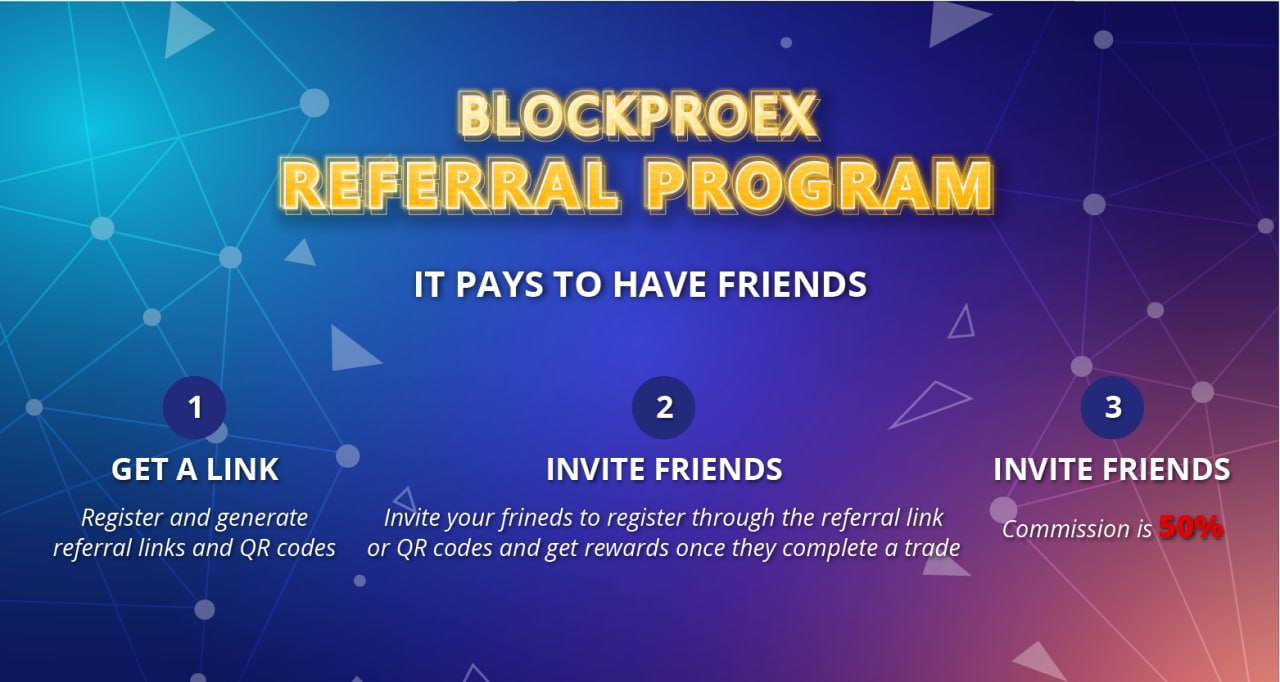 BLOCKPROEX
REFERRAL PROGRAM
IT PAYS TO HAVE FRIENDS
1
GET A LINK
Register and generate
referral links and QR codes
2
INVITE FRIENDS
Invite your frineds to register through the referral link
or QR codes and get rewards once they complete a trade
3
INVITE FRIENDS
Commission is 50%